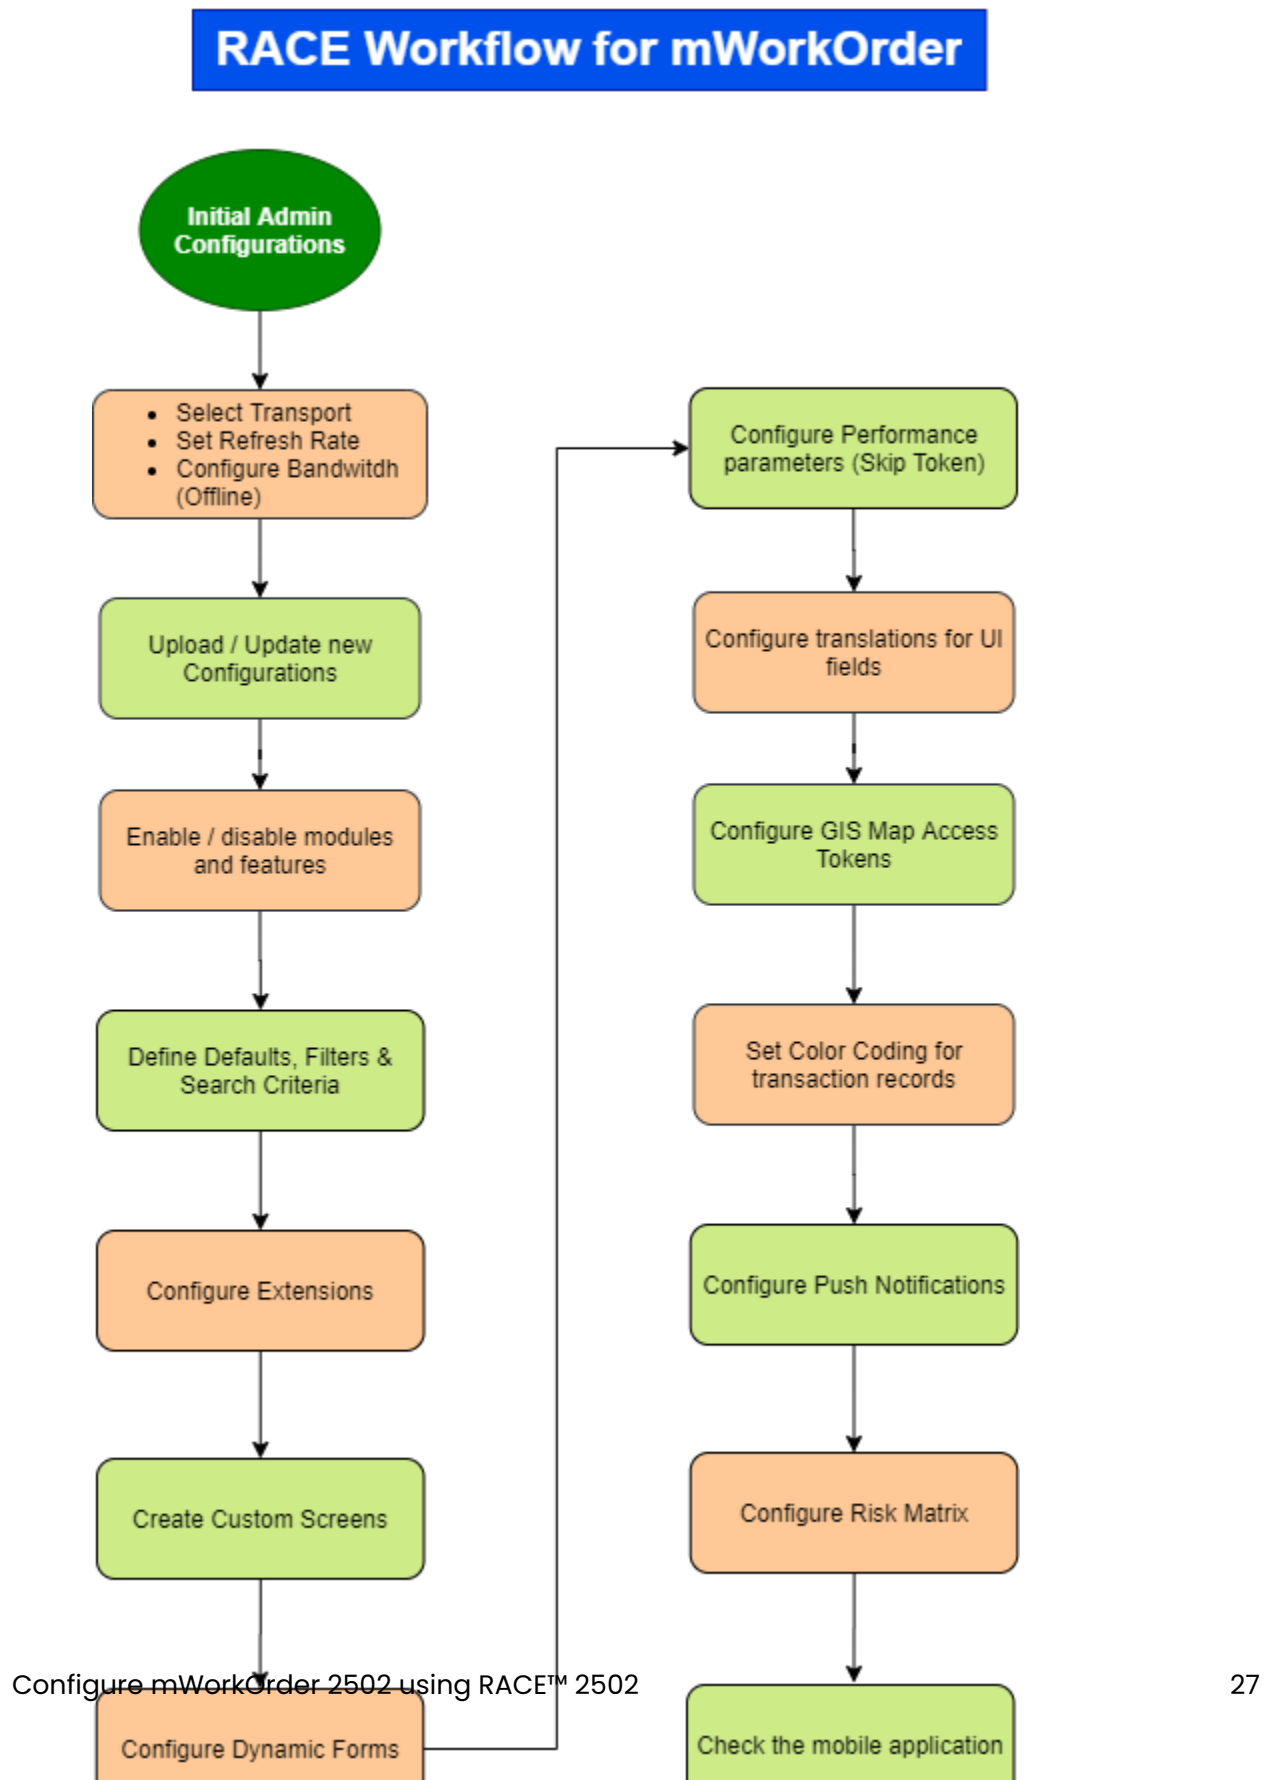 RACE Workflow for mWorkOrder
Initial Admin
Configurations
• Select Transport
• Set Refresh Rate
• Configure Bandwitdh
(Offline)
Upload / Update new
Configurations
Enable / disable modules
and features
Define Defaults, Filters &
Search Criteria
Configure Extensions
Create Custom Screens
Configure Dynamic Forms
Configure Performance
parameters (Skip Token)
Configure translations for UI
fields
Configure GIS Map Access
Tokens
Set Color Coding for
transaction records
Configure Push Notifications
Configure Risk Matrix
Check the mobile application
Configure mWorkOrder 2502 using RACE™ 2502
27